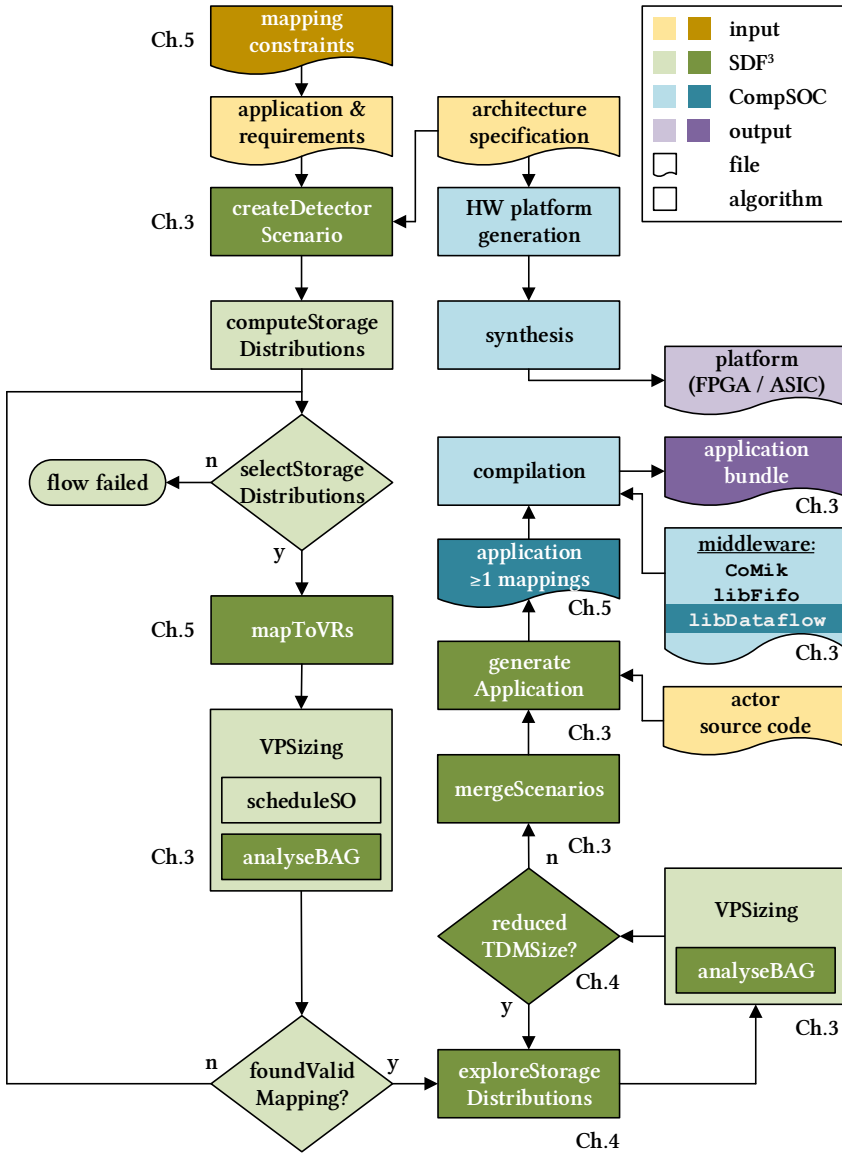 mapping
constraints
Ch.5
application &
requirements
architecture
specification
input
SDF³
CompSOC
output
file
algorithm
Ch.3
createDetector
Scenario
HW platform
generation
computeStorage
Distributions
synthesis
platform
(FPGA / ASIC)
flow failed
n
selectStorage
Distributions
y
compilation
application
bundle
Ch.3
application
≥1 mappings
Ch.5
middleware:
CoMik
libFifo
libDataflow
Ch.3
Ch.5
mapToVRs
generate
Application
Ch.3
actor
source code
VPSizing
scheduleSO
analyseBAG
Ch.3
mergeScenarios
Ch.3
n
reduced
TDMSize?
Ch.4
y
VPSizing
analyseBAG
Ch.3
n
foundValid
Mapping?
y
exploreStorage
Distributions
Ch.4